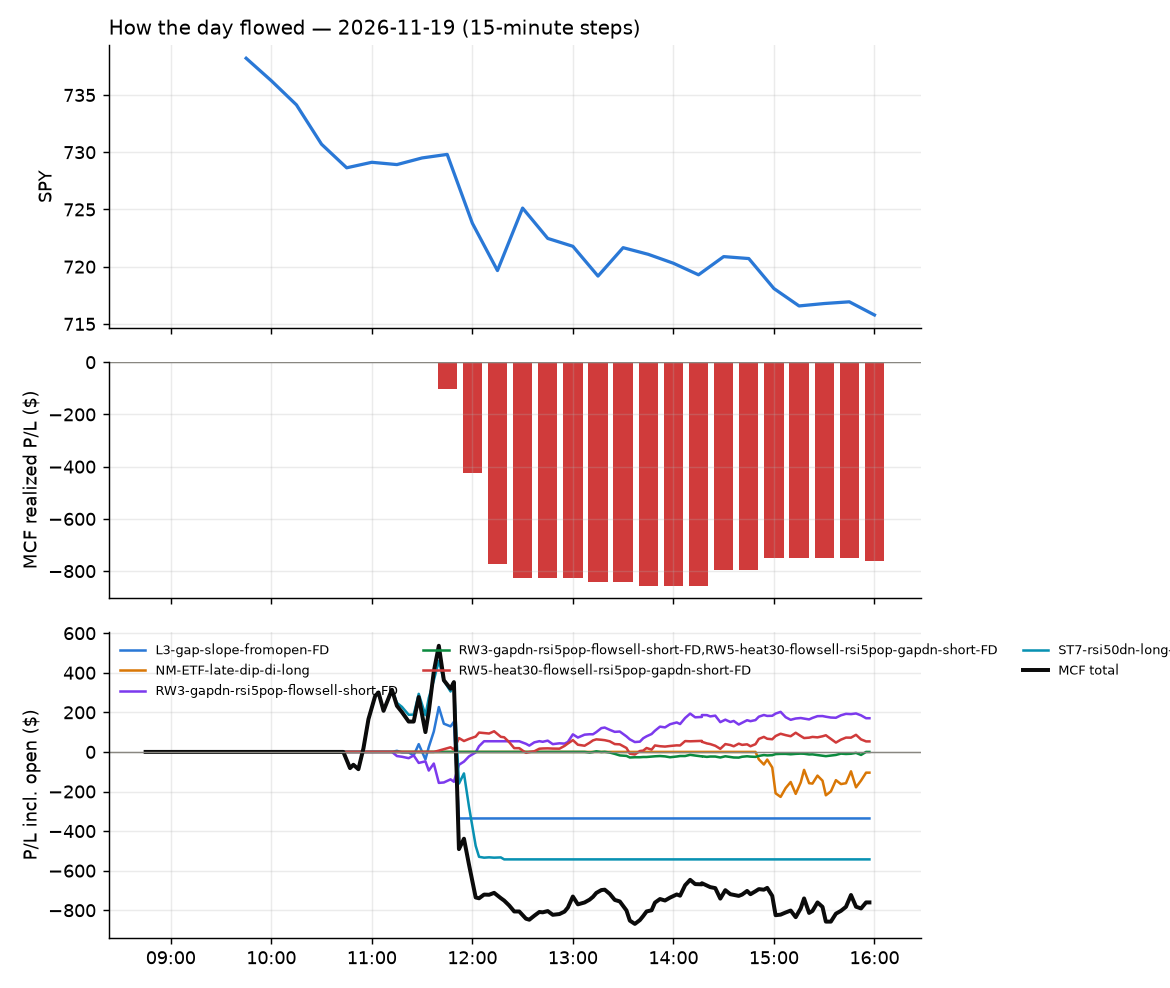 How the day flowed — 2026-11-19 (15-minute steps)
SPY
735
730
725
720
715
MCF realized P/L ($)
0
−200
−400
−600
−800
P/L incl. open ($)
600
400
200
0
−200
−400
−600
−800
L3-gap-slope-fromopen-FD
NM-ETF-late-dip-di-long
RW3-gapdn-rsi5pop-flowsell-short-FD
RW3-gapdn-rsi5pop-flowsell-short-FD,RW5-heat30-flowsell-rsi5pop-gapdn-short-FD
RW5-heat30-flowsell-rsi5pop-gapdn-short-FD
ST7-rsi50dn-long-
MCF total
09:00 10:00 11:00 12:00 13:00 14:00 15:00 16:00